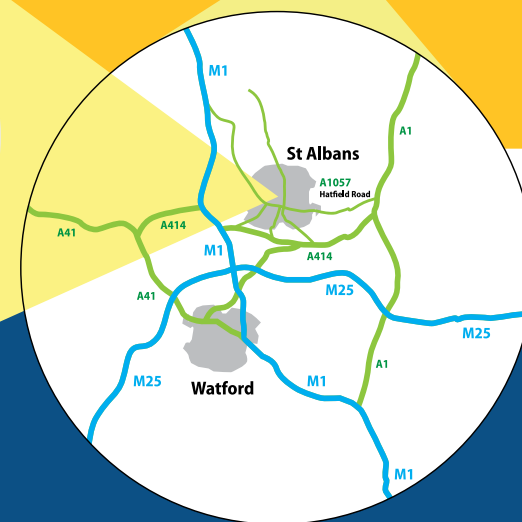 M1
A1
St Albans
A1057
Hatfield Road
A41
A414
M1
A414
M25
A41
M25
A1
M25
M1
Watford
M1